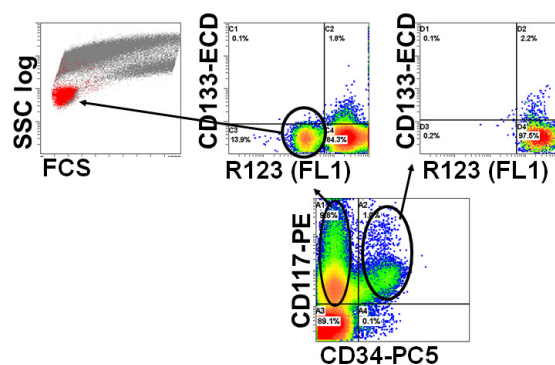 SSC log
FCS
CD133-ECD
C1
0.1%
C2
1.8%
C3
13.9%
C4
84.3%
R123 (FL1)
CD133-ECD
D1
0.1%
D2
2.2%
D3
0.2%
D4
97.5%
R123 (FL1)
CD117-PE
A1
9.8%
A2
A3
89.1%
A4
0.1%
CD34-PC5